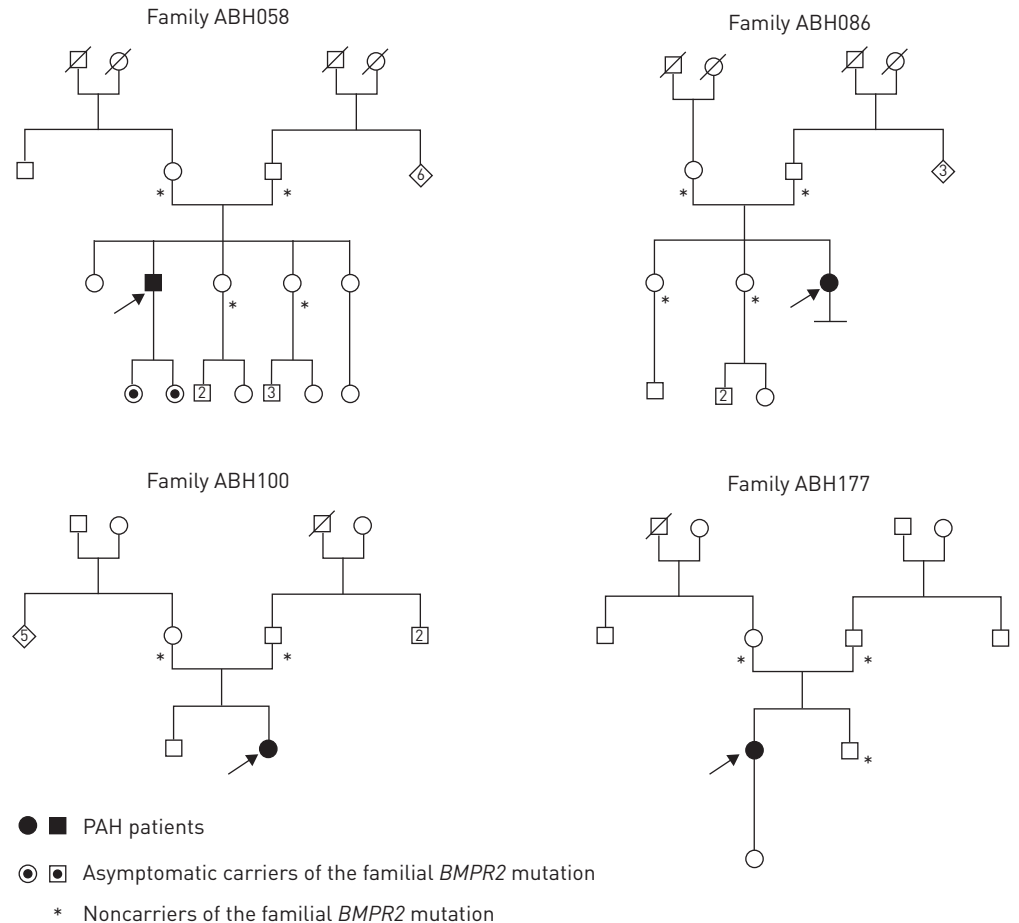 Family ABH058
Family ABH086
6
*
*
3
*
*
*
*
*
*
2
3
2
Family ABH100
Family ABH177
5
*
*
2
*
*
*
PAH patients
Asymptomatic carriers of the familial BMPR2 mutation
* Noncarriers of the familial BMPR2 mutation